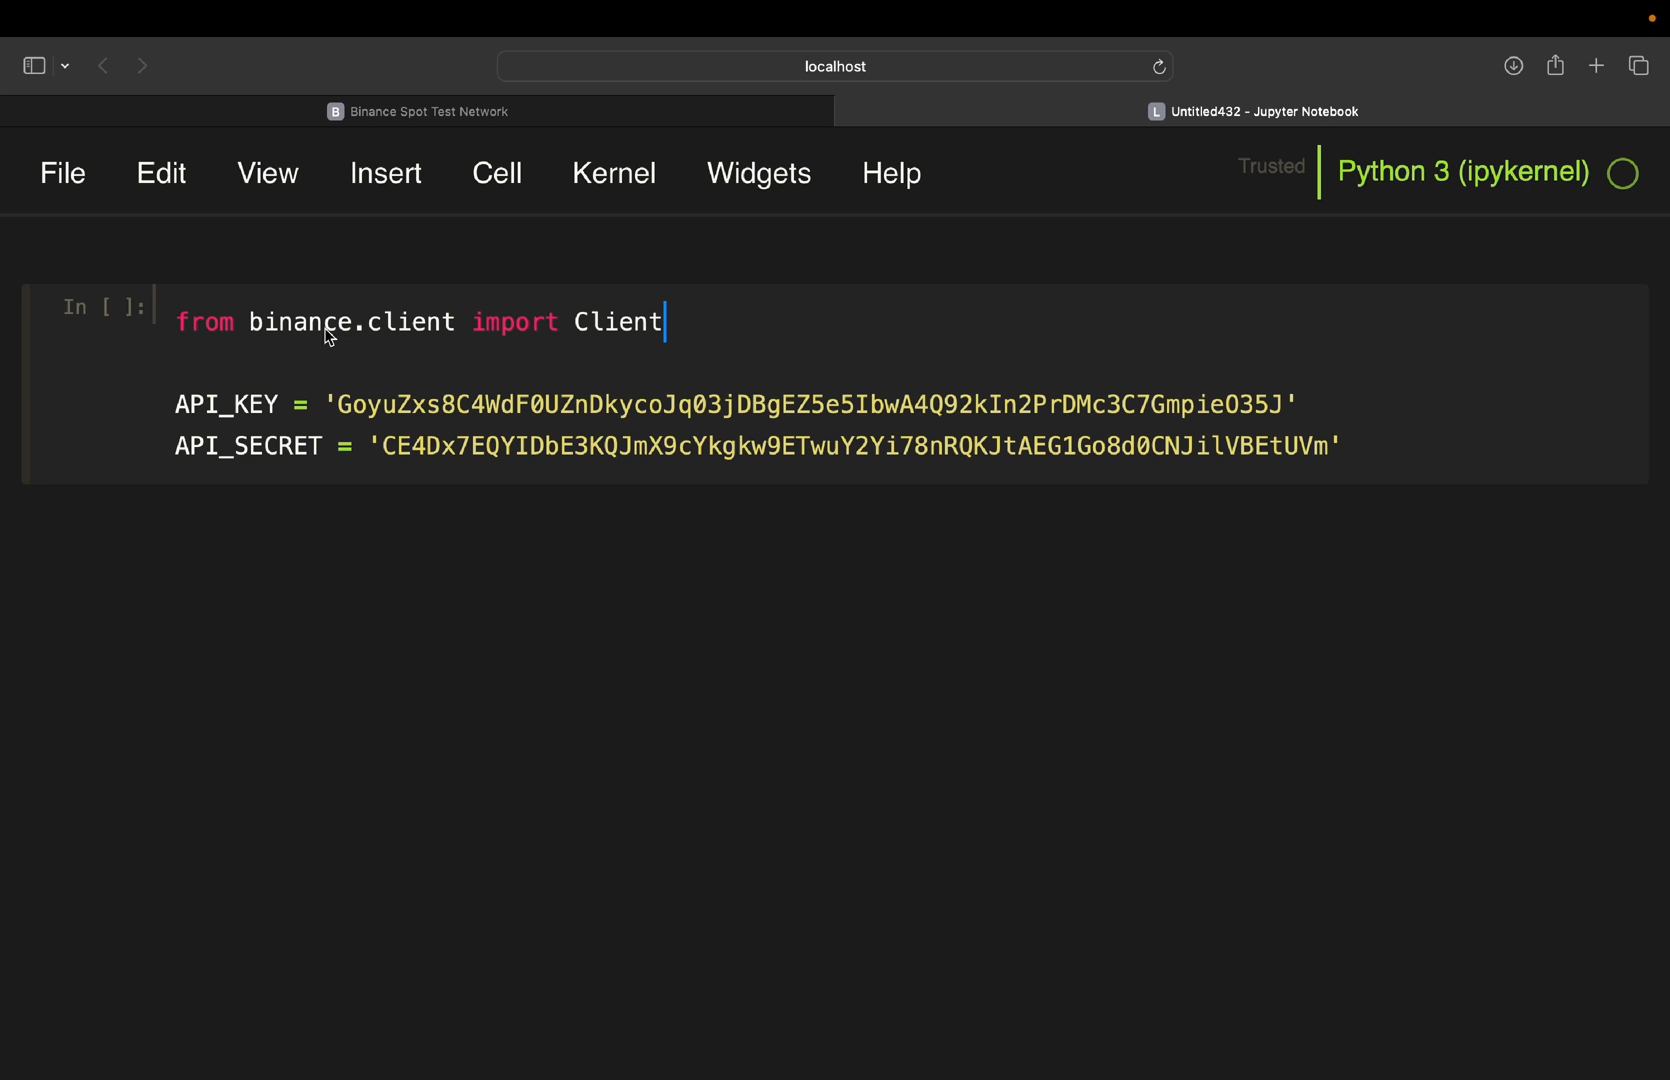 localhost
B Binance Spot Test Network
L Untitled432 - Jupyter Notebook
File Edit View Insert Cell Kernel Widgets Help Trusted Python 3 (ipykernel)
In [ ]:
from binance.client import Client
API_KEY = 'GoyuZxs8C4WdF0UZnDkycoJq03jDBgEZ5e5IbwA4Q92kIn2PrDMc3C7GmpieO35J'
API_SECRET = 'CE4Dx7EQYIDbE3KQJmX9cYkgkw9ETwuY2Yi78nRQKJtAEG1Go8d0CNJilVBEtUVm'